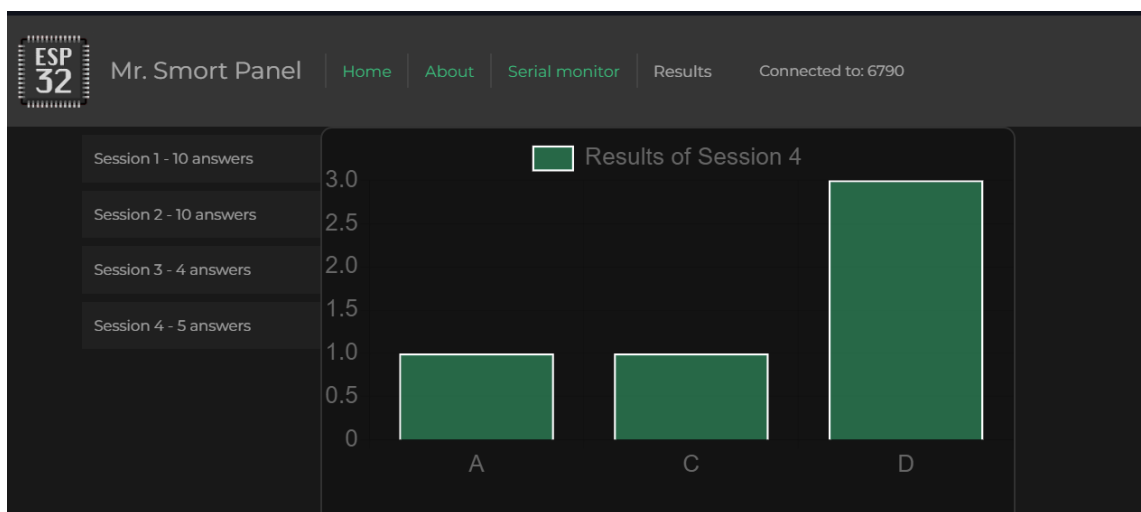 ESP
32
Mr. Smort Panel
Home
About
Serial monitor
Results
Connected to: 6790
Session 1 - 10 answers
Session 2 - 10 answers
Session 3 - 4 answers
Session 4 - 5 answers
Results of Session 4
3.0
2.5
2.0
1.5
1.0
0.5
0
A C D